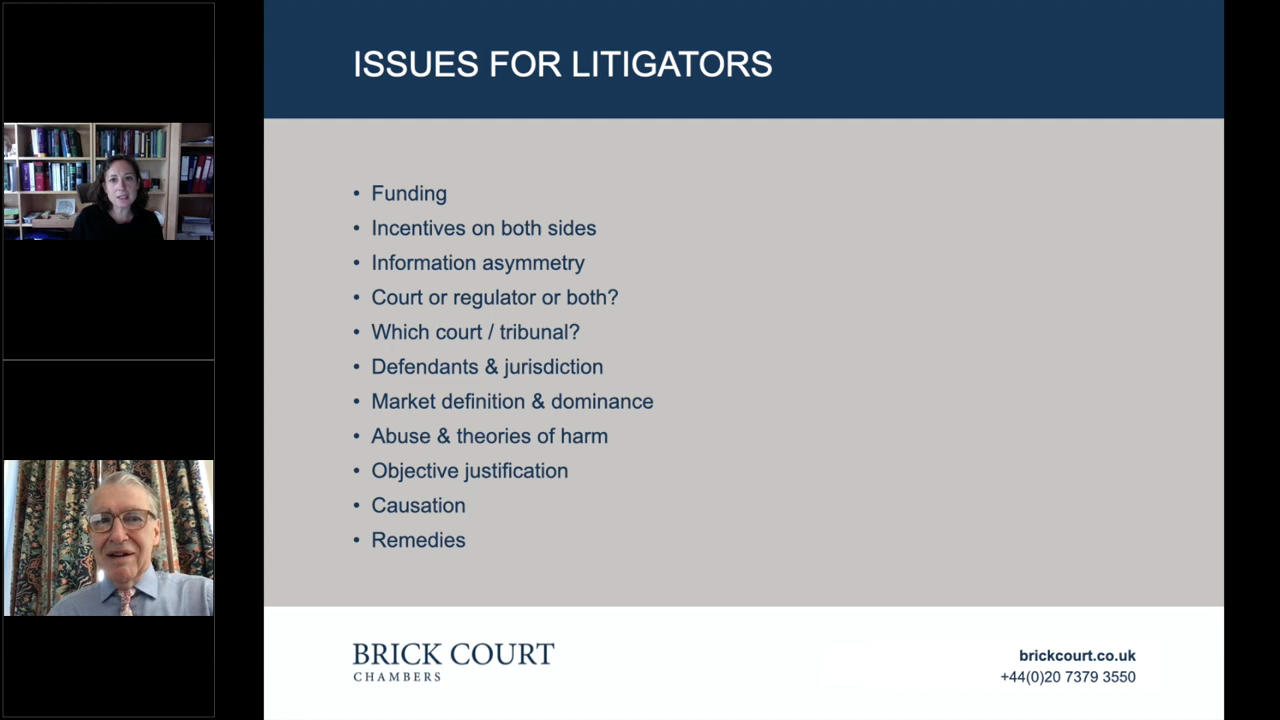 ISSUES FOR LITIGATORS
• Funding
• Incentives on both sides
• Information asymmetry
• Court or regulator or both?
• Which court / tribunal?
• Defendants & jurisdiction
• Market definition & dominance
• Abuse & theories of harm
• Objective justification
• Causation
• Remedies
BRICK COURT
CHAMBERS
brickcourt.co.uk
+44(0)20 7379 3550